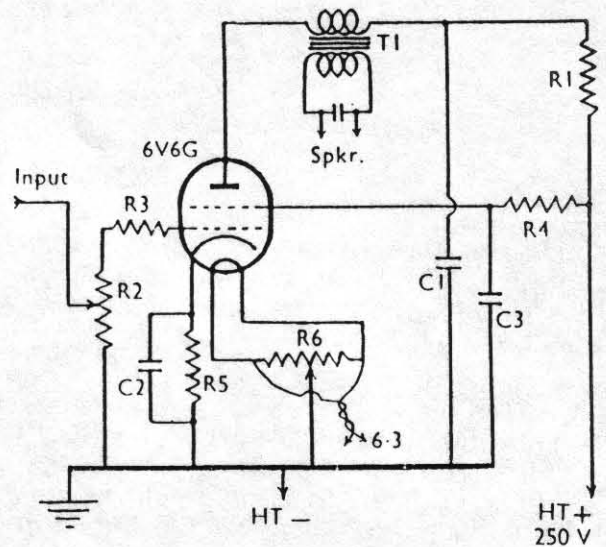 T1
R1
6V6G
Spkr.
Input
R3
R4
R2
C1
C3
R6
C2
R5
6·3
HT –
HT +
250 V